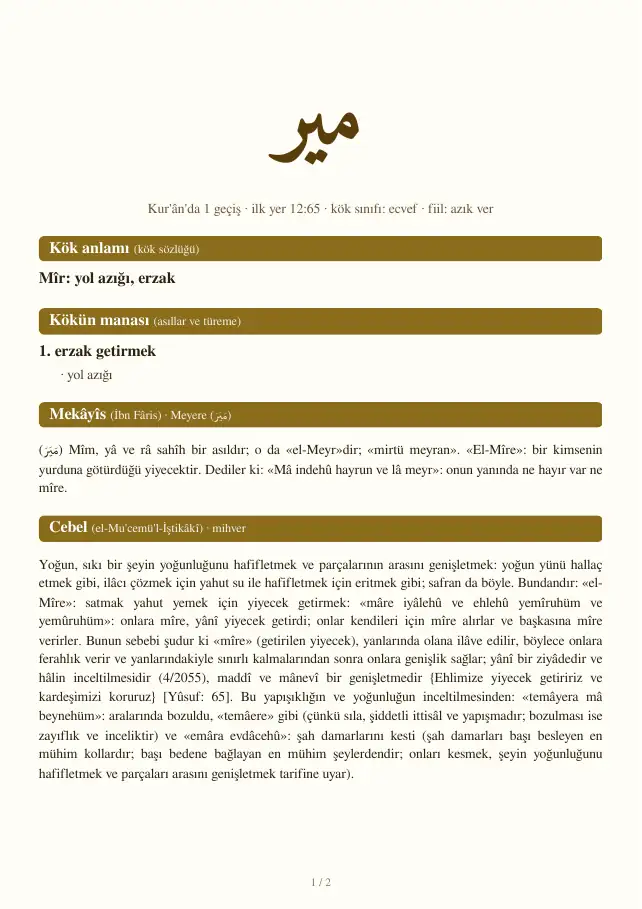 مير
Kur'ân'da 1 geçiş · ilk yer 12:65 · kök sınıfı: ecvef · fiil: azık ver
Kök anlamı (kök sözlüğü)
Mîr: yol azığı, erzak
Kökün manası (asıllar ve türeme)
1. erzak getirmek
· yol azığı
Mekâyîs (İbn Fâris) · Meyere (مَيَرَ)
(مَيَرَ) Mîm, yâ ve râ sahîh bir asıldır; o da «el-Meyr»dir; «mirtü meyran». «El-Mîre»: bir kimsenin
yurduna götürdüğü yiyecektir. Dediler ki: «Mâ indehû hayrun ve lâ meyr»: onun yanında ne hayır var ne
mîre.
Cebel (el-Mu'cemü'l-İştikâkî) · mihver
Yoğun, sıkı bir şeyin yoğunluğunu hafifletmek ve parçalarının arasını genişletmek: yoğun yünü hallaç
etmek gibi, ilâcı çözmek için yahut su ile hafifletmek için eritmek gibi; safran da böyle. Bundandır: «el-
Mîre»: satmak yahut yemek için yiyecek getirmek: «mâre iyâlehû ve ehlehû yemîruhüm ve
yemûruhüm»: onlara mîre, yânî yiyecek getirdi; onlar kendileri için mîre alırlar ve başkasına mîre
verirler. Bunun sebebi şudur ki «mîre» (getirilen yiyecek), yanlarında olana ilâve edilir, böylece onlara
ferahlık verir ve yanlarındakiyle sınırlı kalmalarından sonra onlara genişlik sağlar; yânî bir ziyâdedir ve
hâlin inceltilmesidir (4/2055), maddî ve mânevî bir genişletmedir {Ehlimize yiyecek getiririz ve
kardeşimizi koruruz} [Yûsuf: 65]. Bu yapışıklığın ve yoğunluğun inceltilmesinden: «temâyera mâ
beynehüm»: aralarında bozuldu, «temâere» gibi (çünkü sıla, şiddetli ittisâl ve yapışmadır; bozulması ise
zayıflık ve inceliktir) ve «emâra evdâcehû»: şah damarlarını kesti (şah damarları başı besleyen en
mühim kollardır; başı bedene bağlayan en mühim şeylerdendir; onları kesmek, şeyin yoğunluğunu
hafifletmek ve parçaları arasını genişletmek tarifine uyar).
1 / 2